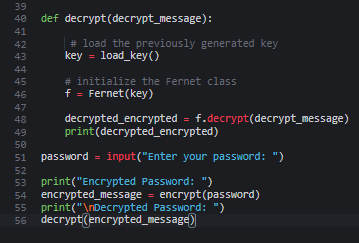 39
40 def decrypt(decrypt_message):
41
42 # load the previously generated key
43 key = load_key()
44
45 # initialize the Fernet class
46 f = Fernet(key)
47
48 decrypted_encrypted = f.decrypt(decrypt_message)
49 print(decrypted_encrypted)
50
51 password = input("Enter your password: ")
52
53 print("Encrypted Password: ")
54 encrypted_message = encrypt(password)
55 print("\nDecrypted Password: ")
56 decrypt(encrypted_message)